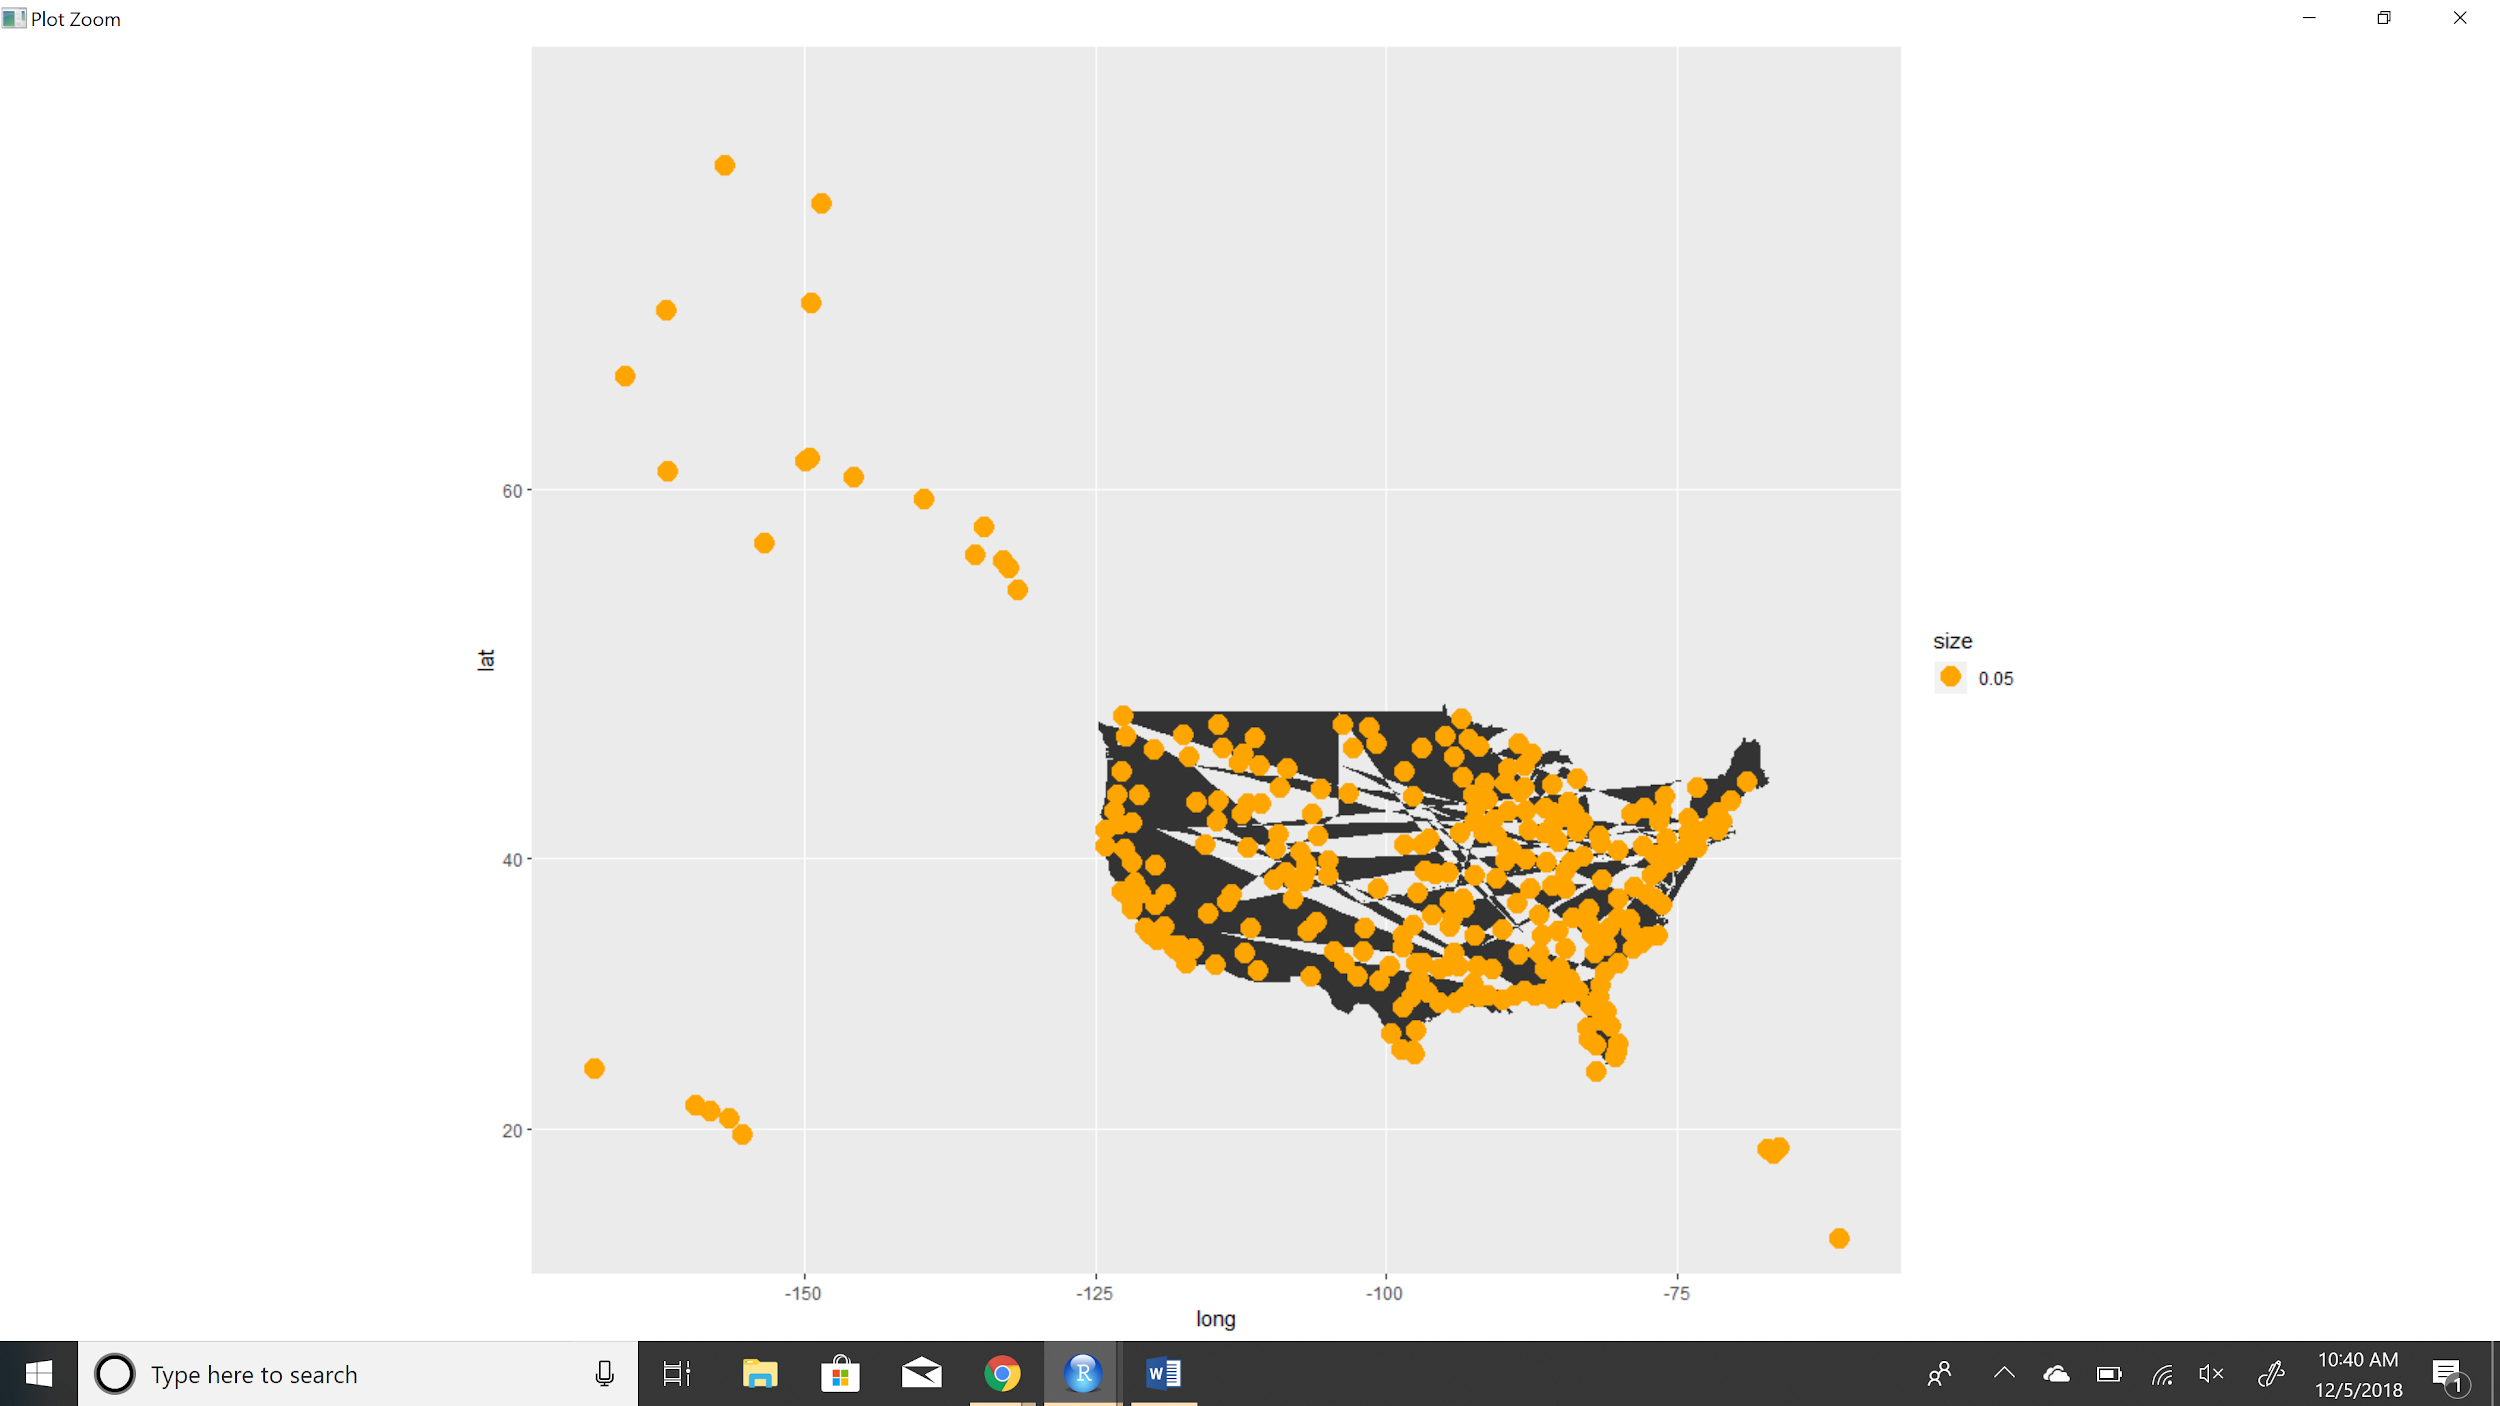 Plot Zoom
60
40
20
lat
-150
-125
-100
-75
long
size
0.05
Type here to search
R
W
10:40 AM
12/5/2018
1